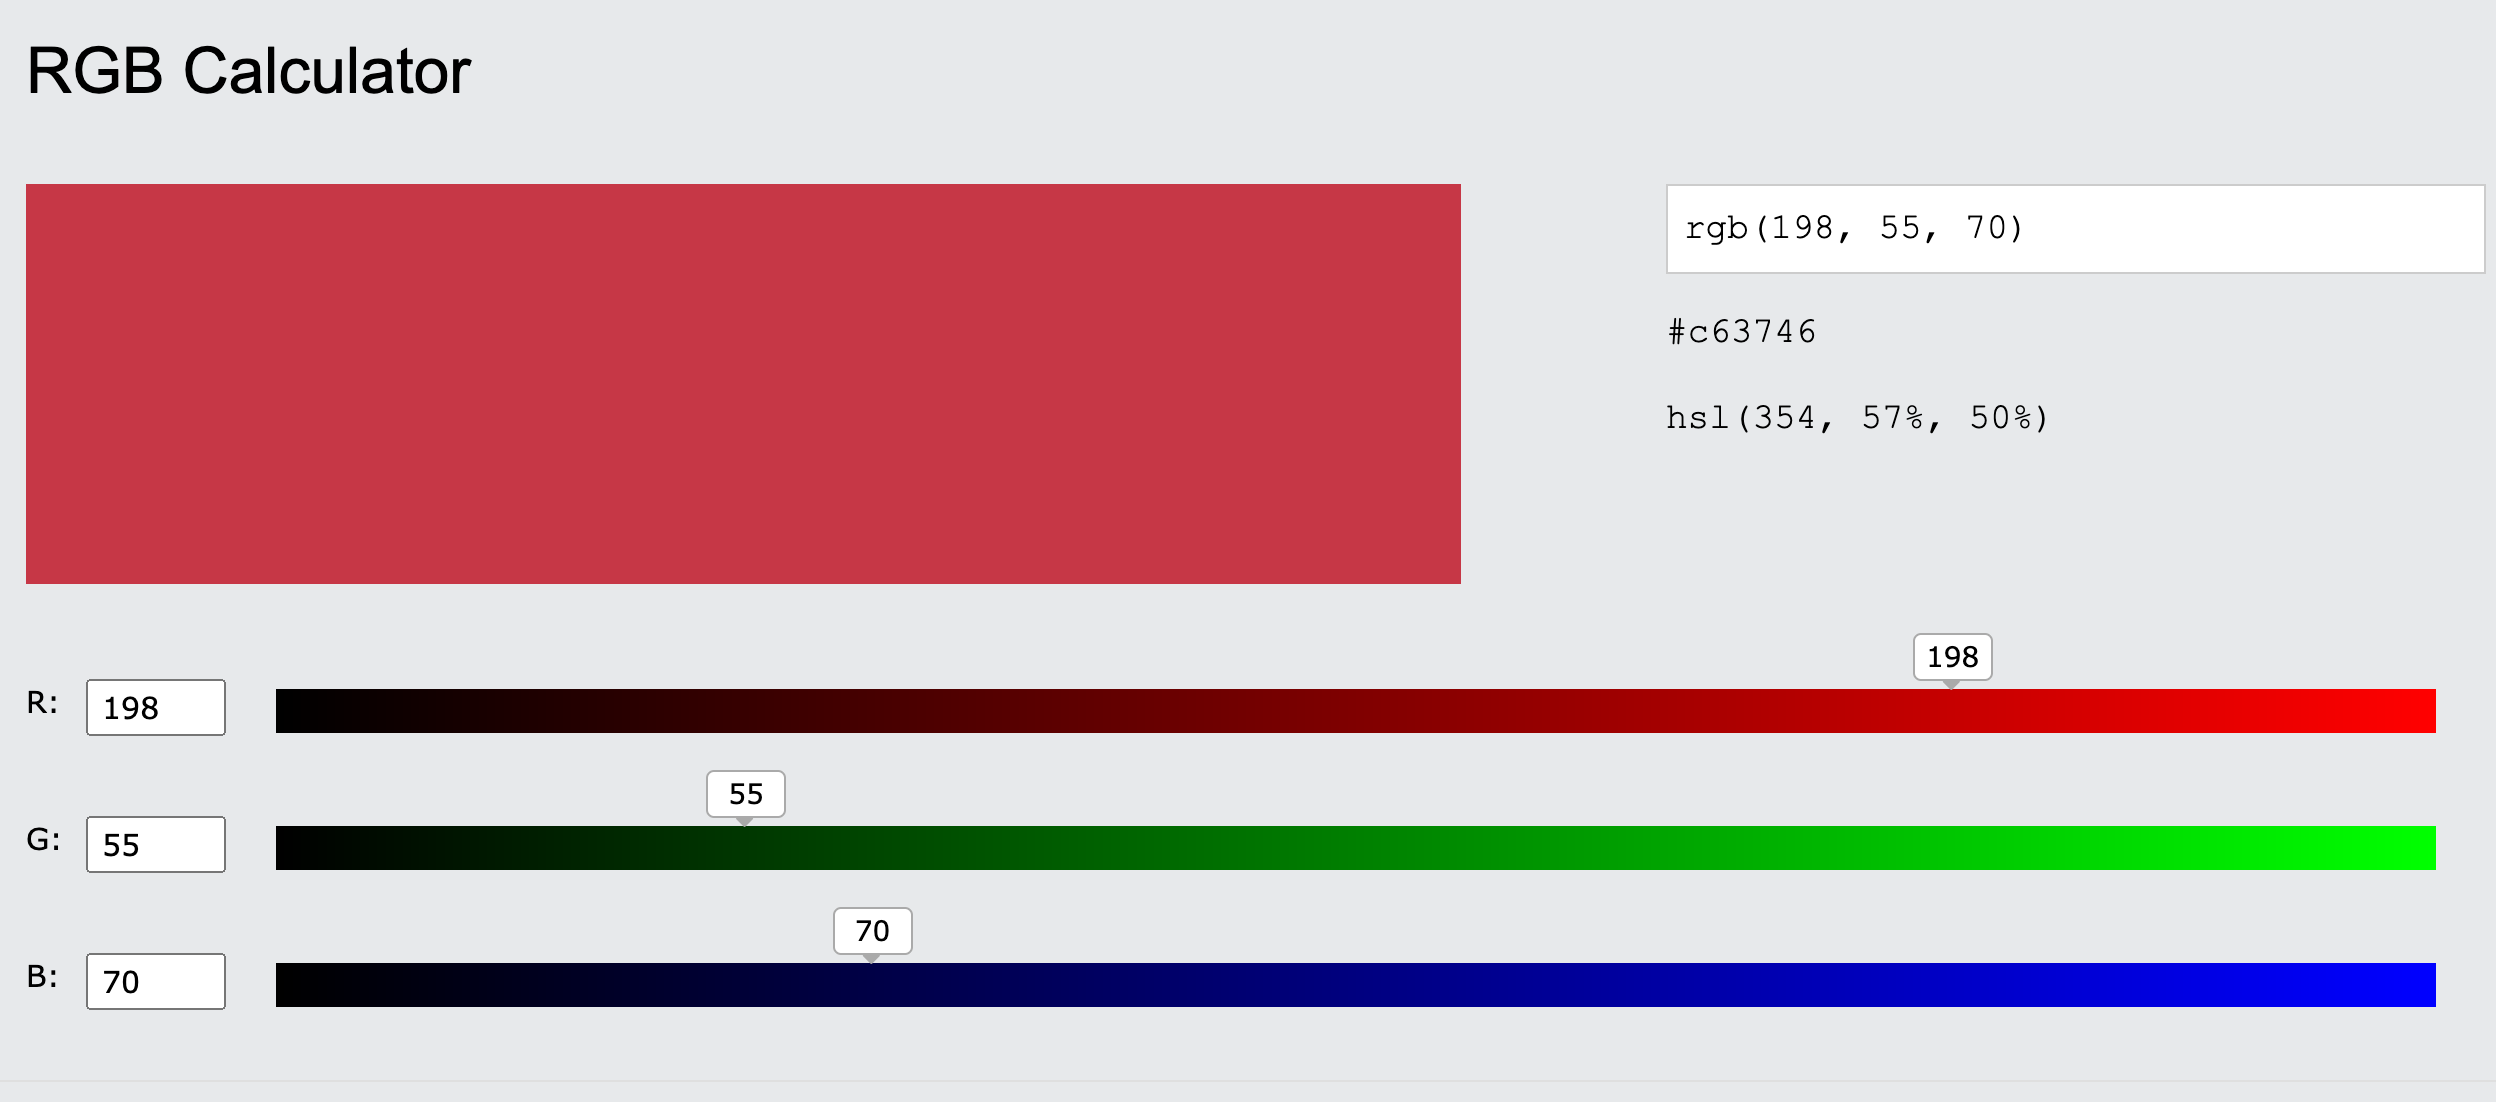 RGB Calculator
rgb(198, 55, 70)
#c63746
hsl(354, 57%, 50%)
198
R: 198
55
G: 55
70
B: 70